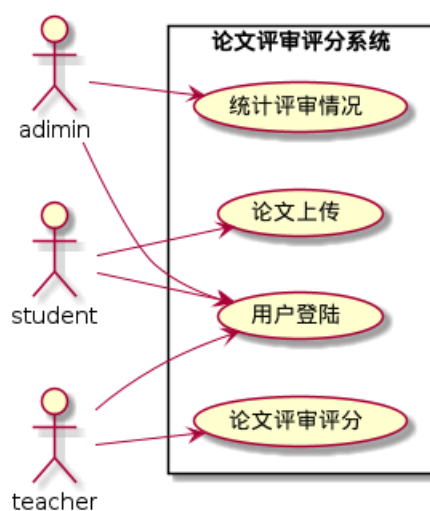 论文评审评分系统
adimin
统计评审情况
论文上传
student
用户登陆
论文评审评分
teacher